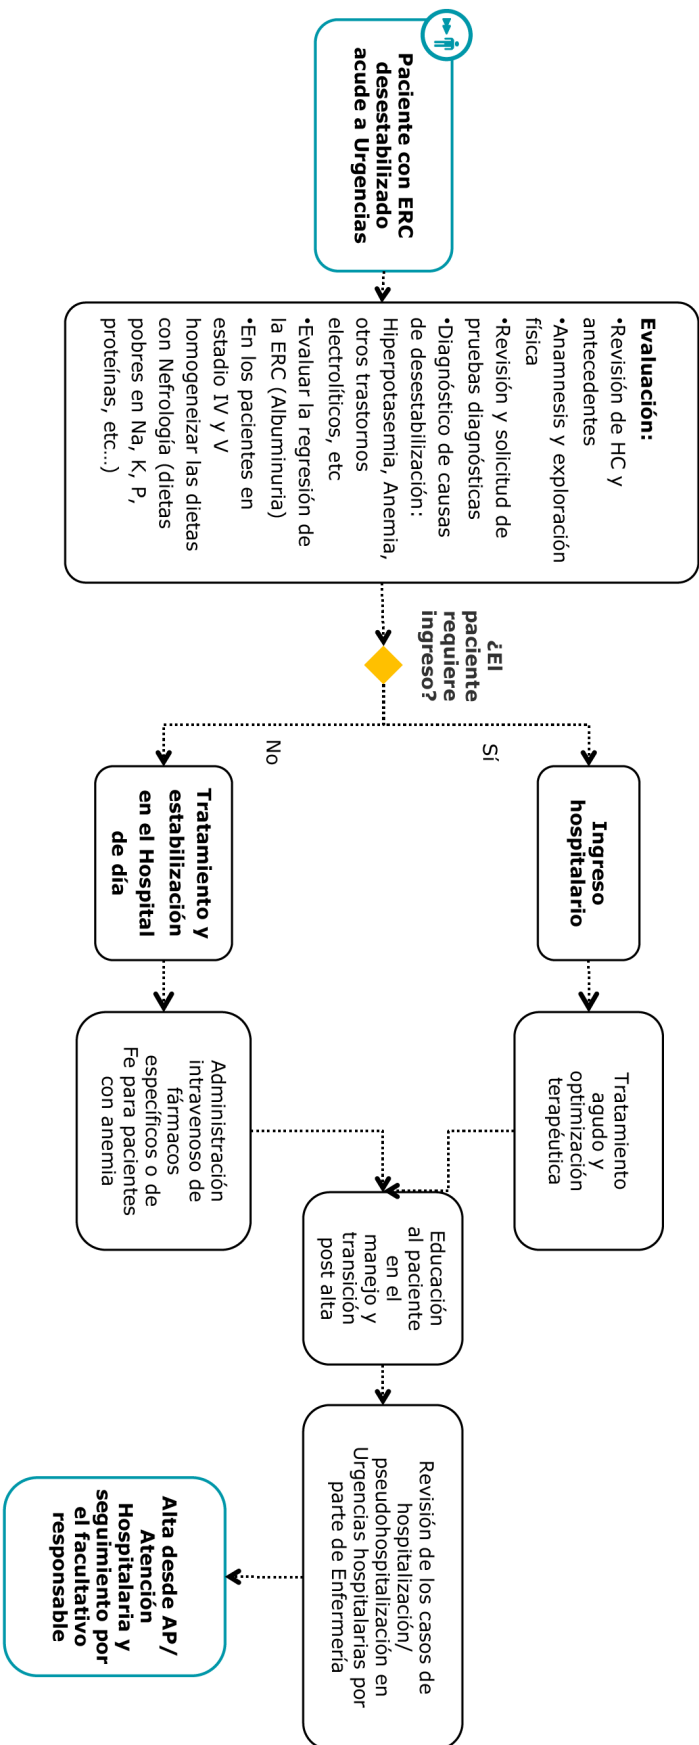 Paciente con ERC
desestabilizado
acude a Urgencias
Evaluación:
•Revisión de HC y
antecedentes
•Anamnesis y exploración
física
•Revisión y solicitud de
pruebas diagnósticas
•Diagnóstico de causas
de desestabilización:
Hiperpotasemia, Anemia,
otros trastornos
electrolíticos, etc
•Evaluar la regresión de
la ERC (Albuminuria)
•En los pacientes en
estadio IV y V
homogeneizar las dietas
con Nefrología (dietas
pobres en Na, K, P,
proteínas, etc...)
¿El
paciente
requiere
ingreso?
Sí
No
Ingreso
hospitalario
Tratamiento y
estabilización
en el Hospital
de día
Tratamiento
agudo y
optimización
terapéutica
Administración
intravenoso de
fármacos
específicos o de
Fe para pacientes
con anemia
Educación
al paciente
en el
manejo y
transición
post alta
Revisión de los casos de
hospitalización/
pseudohospitalización en
Urgencias hospitalarias por
parte de Enfermería
Alta desde AP/
Atención
Hospitalaria y
seguimiento por
el facultativo
responsable